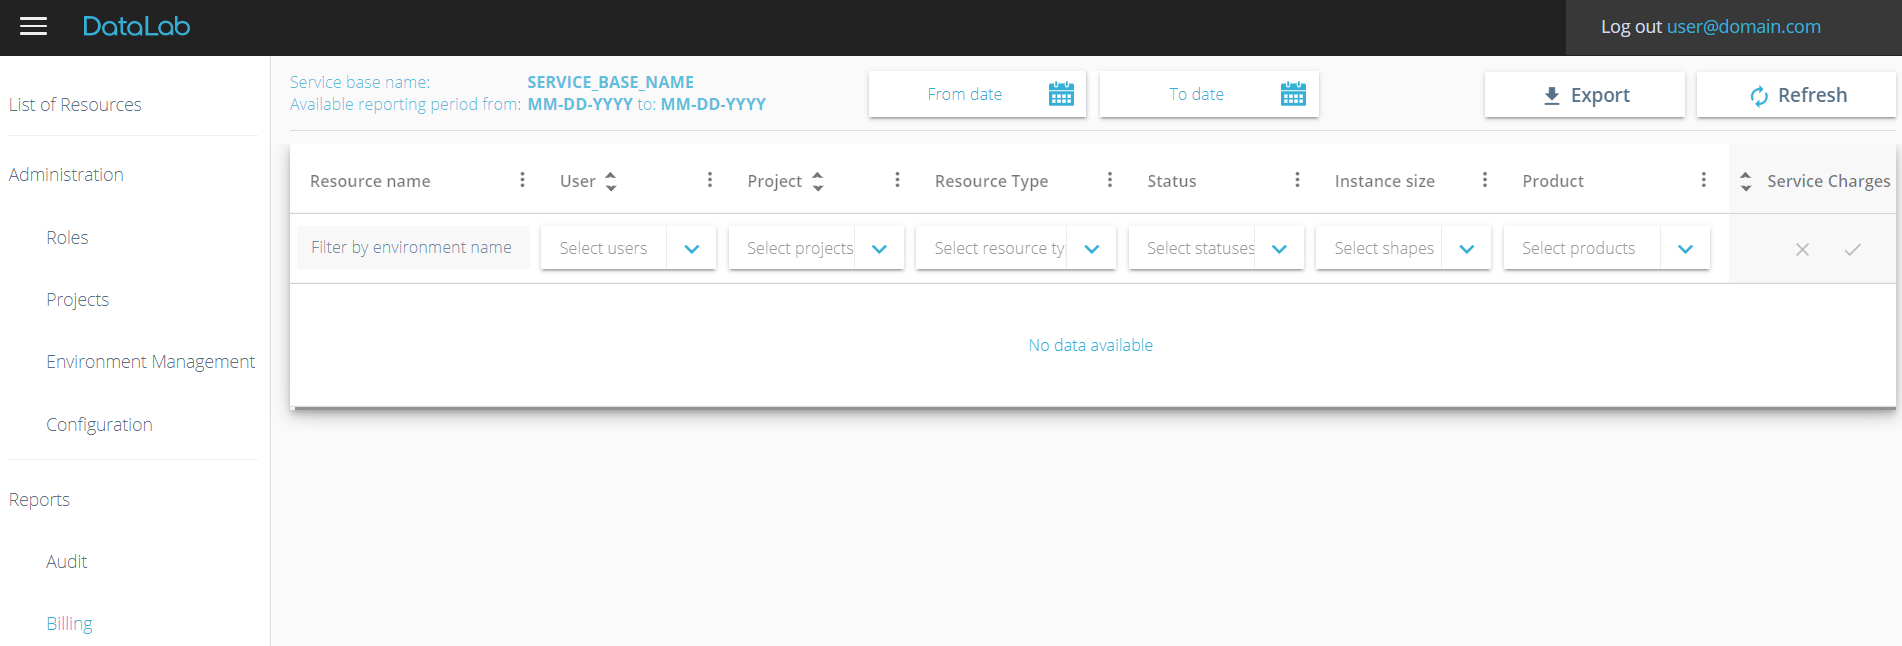 DataLab
Log out user@domain.com
List of Resources
Administration
Roles
Projects
Environment Management
Configuration
Reports
Audit
Billing
Service base name: SERVICE_BASE_NAME
Available reporting period from: MM-DD-YYYY to: MM-DD-YYYY
From date
To date
Export
Refresh
Resource name User Project Resource Type Status Instance size Product Service Charges
Filter by environment name Select users Select projects Select resource ty Select statuses Select shapes Select products
No data available